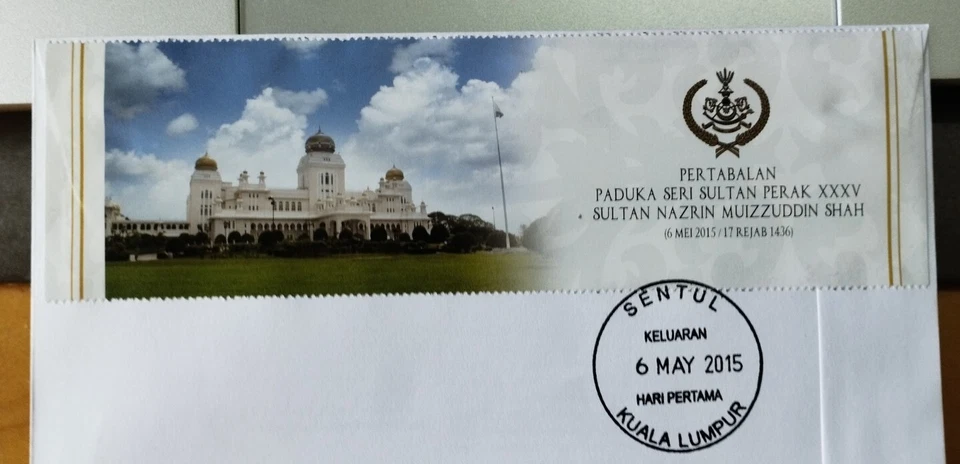 PERTABALAN
PADUKA SERI SULTAN PERAK XXXV
SULTAN NAZRIN MUIZZUDDIN SHAH
(6 MEI 2015 / 17 REJAB 1436)
SENTUL
KELUARAN
6 MAY 2015
HARI PERTAMA
KUALA LUMPUR